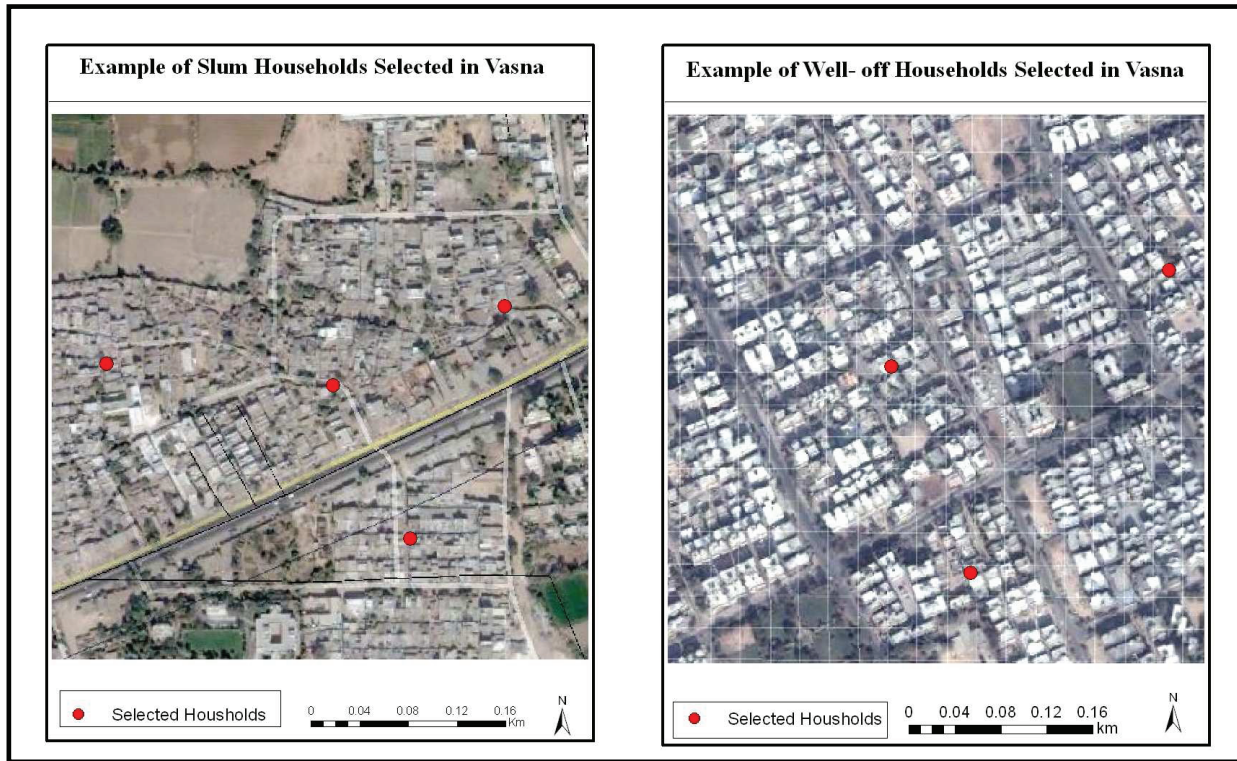 Example of Slum Households Selected in Vasna
Selected Housholds
0 0.04 0.08 0.12 0.16
Km
N
Example of Well- off Households Selected in Vasna
Selected Housholds
0 0.04 0.08 0.12 0.16
km
N